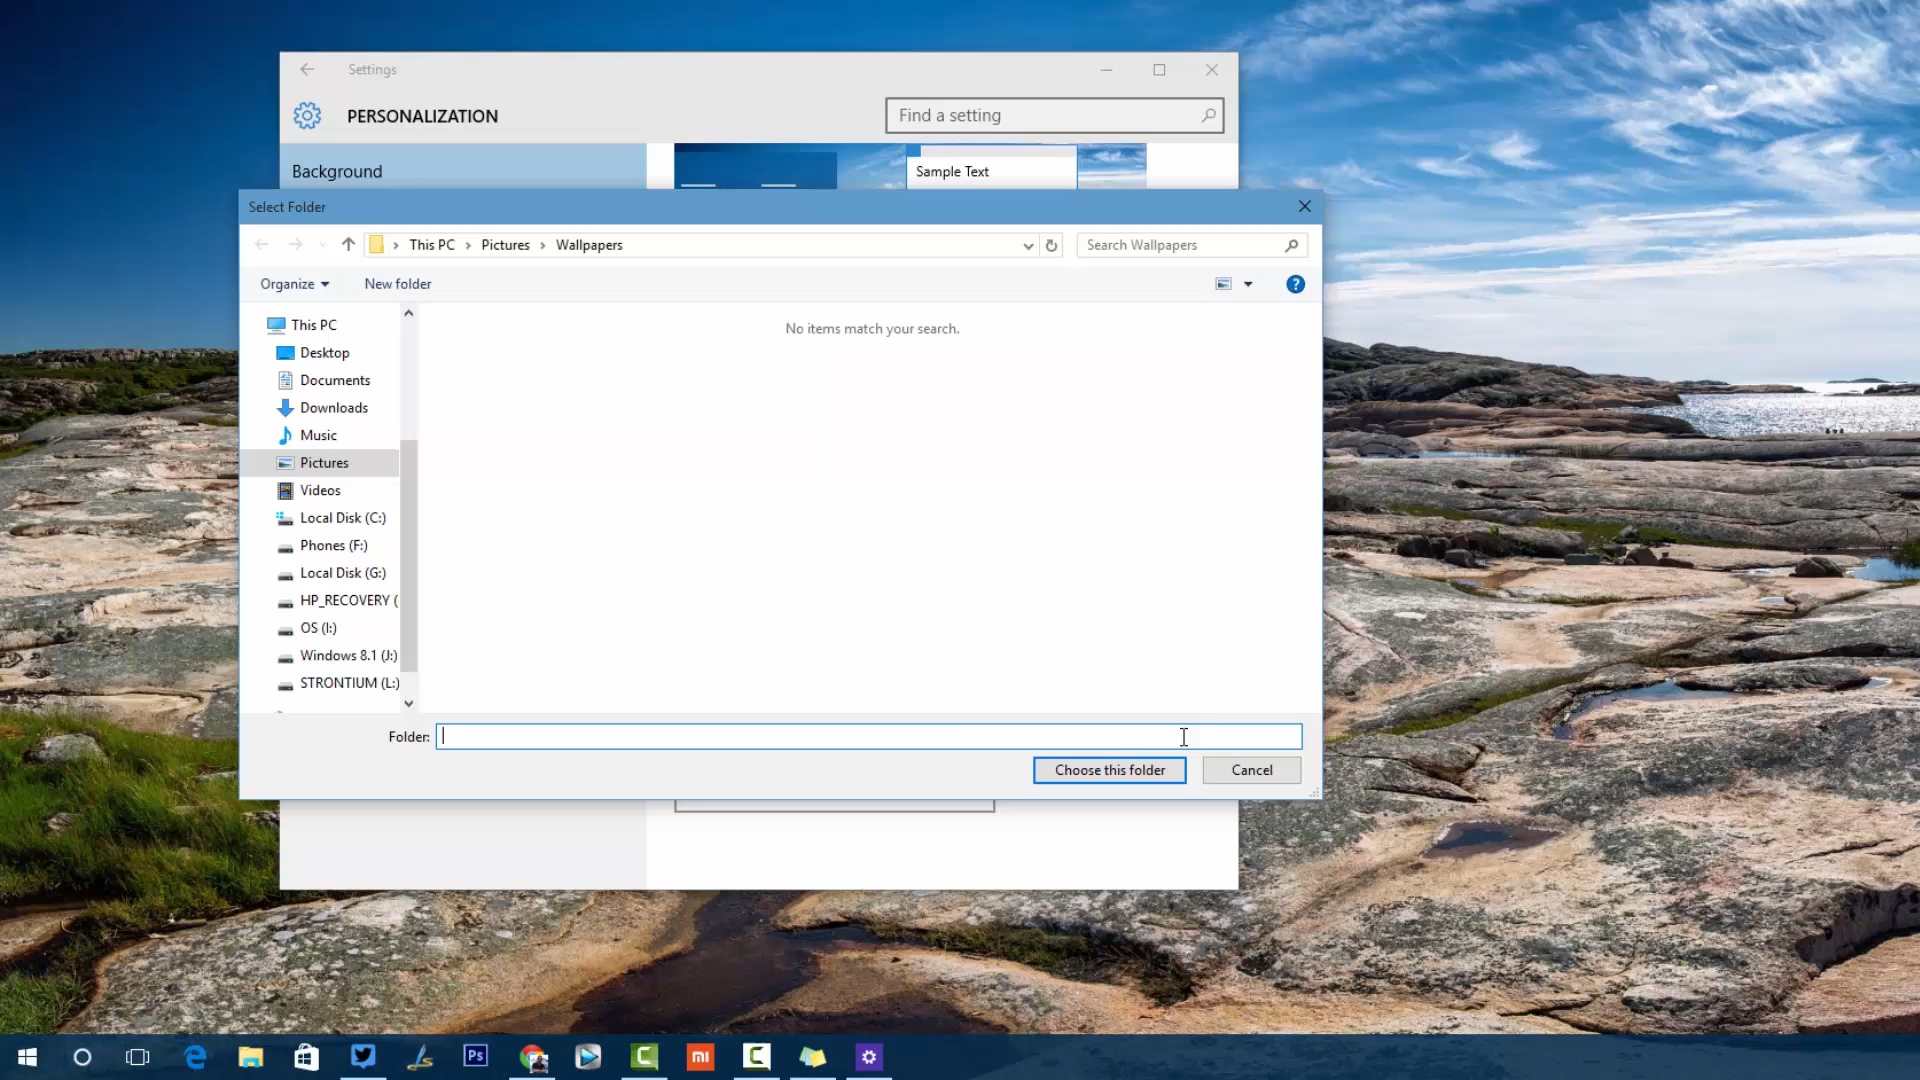 Settings
PERSONALIZATION
Find a setting
Background
Sample Text
Select Folder
This PC > Pictures > Wallpapers
Search Wallpapers
Organize
New folder
?
No items match your search.
This PC
Desktop
Documents
Downloads
Music
Pictures
Videos
Local Disk (C:)
Phones (F:)
Local Disk (G:)
HP_RECOVERY (
OS (I:)
Windows 8.1 (J:)
STRONTIUM (L:)
Folder:
Choose this folder
Cancel
Ps
mi